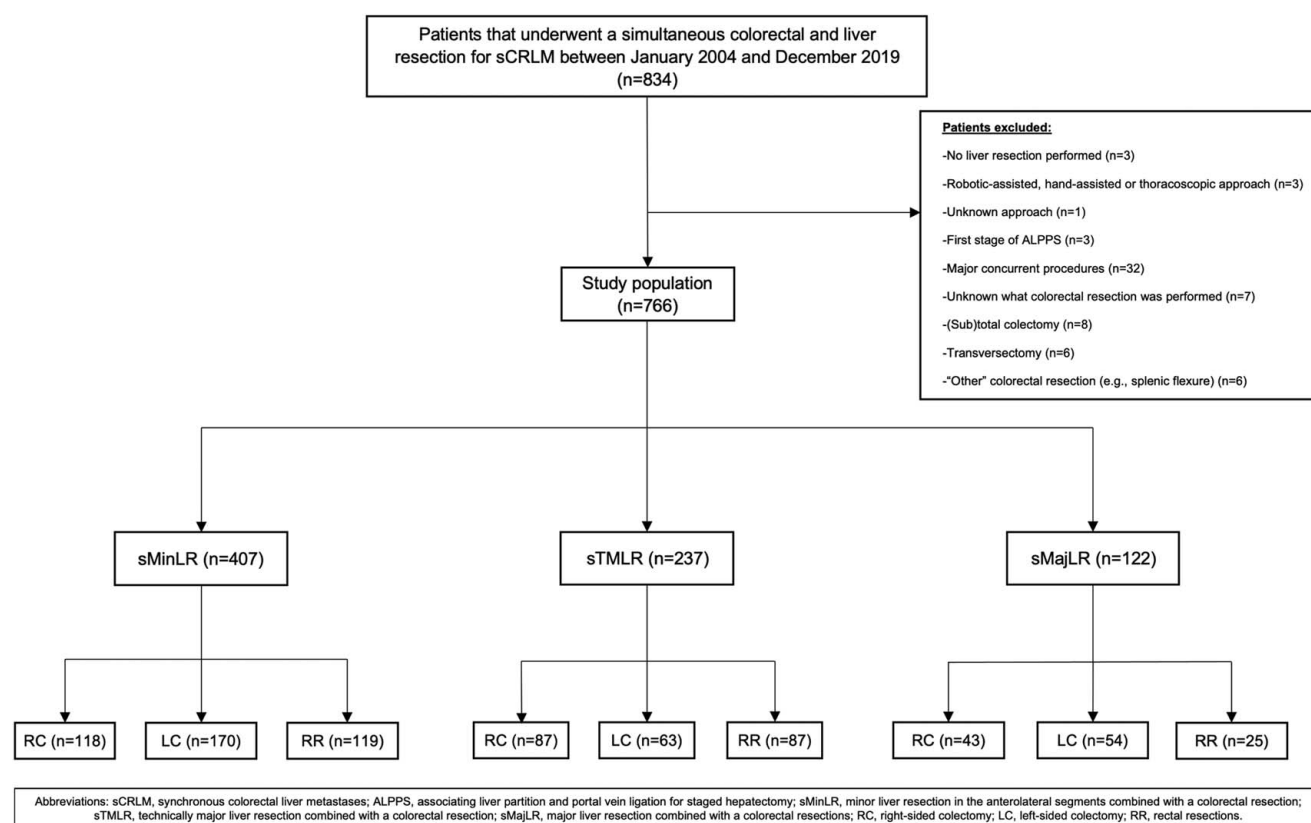 Patients that underwent a simultaneous colorectal and liver
resection for sCRLM between January 2004 and December 2019
(n=834)
Patients excluded:
-No liver resection performed (n=3)
-Robotic-assisted, hand-assisted or thoracoscopic approach (n=3)
-Unknown approach (n=1)
-First stage of ALPPS (n=3)
-Major concurrent procedures (n=32)
-Unknown what colorectal resection was performed (n=7)
-(Sub)total colectomy (n=8)
-Transversectomy (n=6)
-“Other” colorectal resection (e.g., splenic flexure) (n=6)
Study population
(n=766)
sMinLR (n=407)
sTMLR (n=237)
sMajLR (n=122)
RC (n=118)
LC (n=170)
RR (n=119)
RC (n=87)
LC (n=63)
RR (n=87)
RC (n=43)
LC (n=54)
RR (n=25)
Abbreviations: sCRLM, synchronous colorectal liver metastases; ALPPS, associating liver partition and portal vein ligation for staged hepatectomy; sMinLR, minor liver resection in the anterolateral segments combined with a colorectal resection;
sTMLR, technically major liver resection combined with a colorectal resection; sMajLR, major liver resection combined with a colorectal resections; RC, right-sided colectomy; LC, left-sided colectomy; RR, rectal resections.